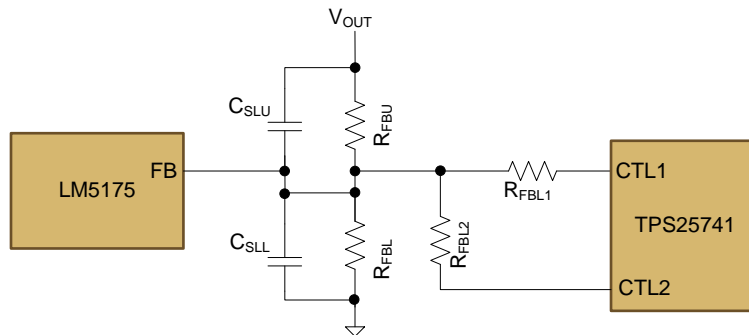 VOUT
CSLU
RFBU
LM5175
FB
RFBL1
CTL1
TPS25741
CSLL
RFBL
RFBL2
CTL2